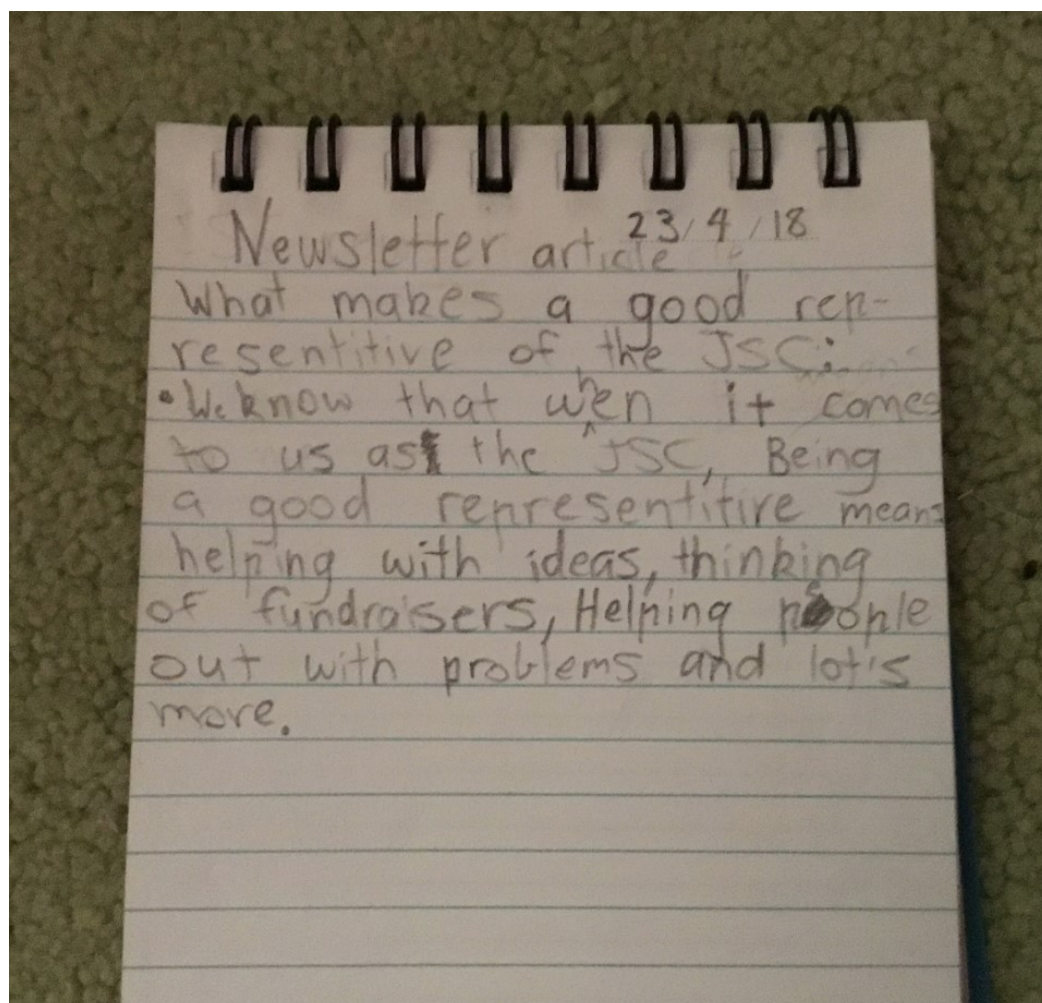 Newsletter article 23/4/18
What makes a good rep-
resentitive of the JSC:
• We know that when it comes
to us as the JSC, Being
a good representitive means
helping with ideas, thinking
of fundraisers, Helping people
out with problems and lot's
more.